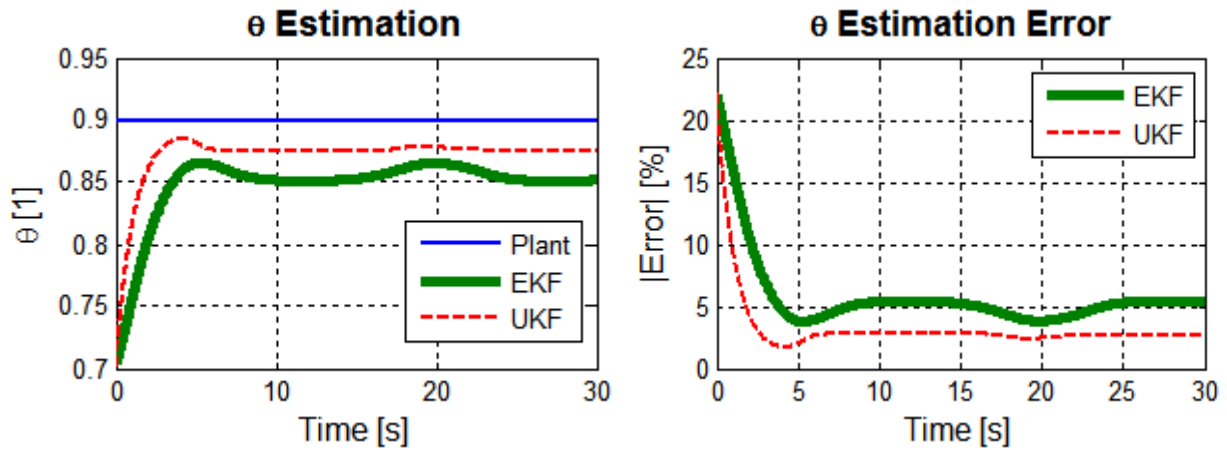 θ Estimation
0.95
0.9
0.85
0.8
0.75
0.7
θ [1]
0
10
20
30
Time [s]
Plant
EKF
UKF
θ Estimation Error
25
20
15
10
5
0
|Error| [%]
0
5
10
15
20
25
30
Time [s]
EKF
UKF